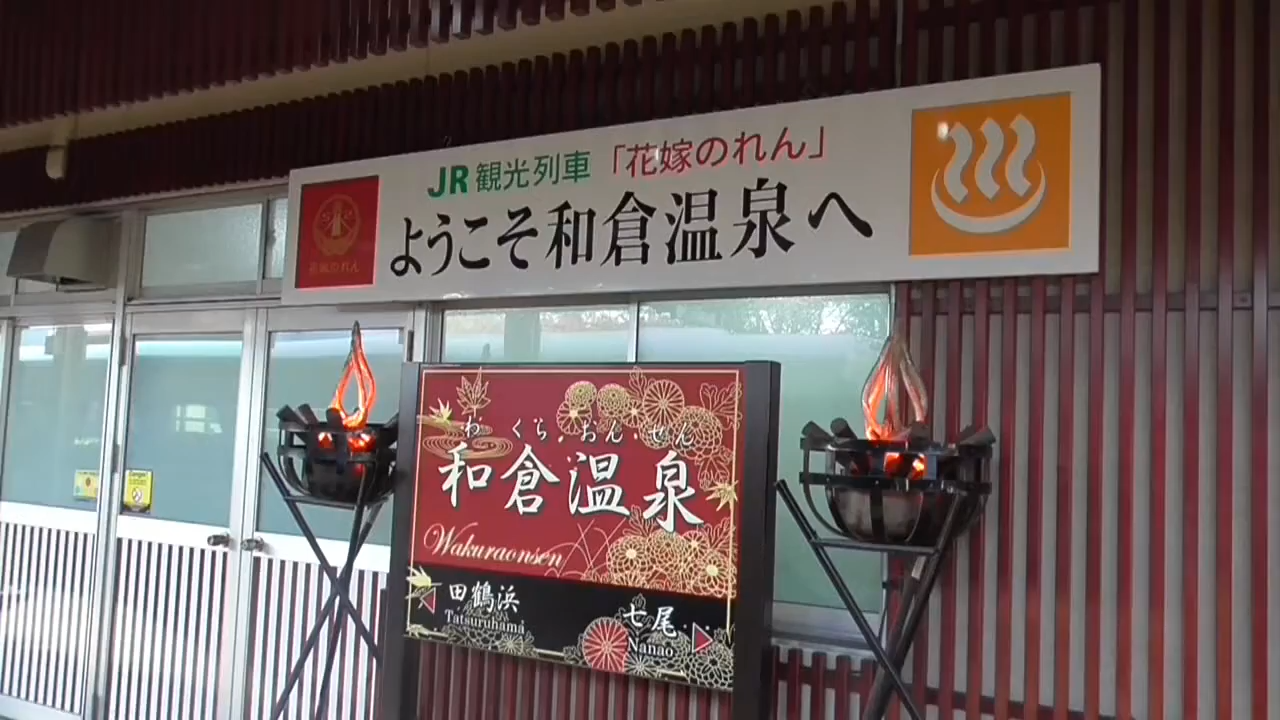 JR 観光列車「花嫁のれん」
ようこそ和倉温泉へ
花嫁のれん
わくら おんせん
和倉温泉
Wakuraonsen
田鶴浜
Tatsuruhama
七尾
Nanao